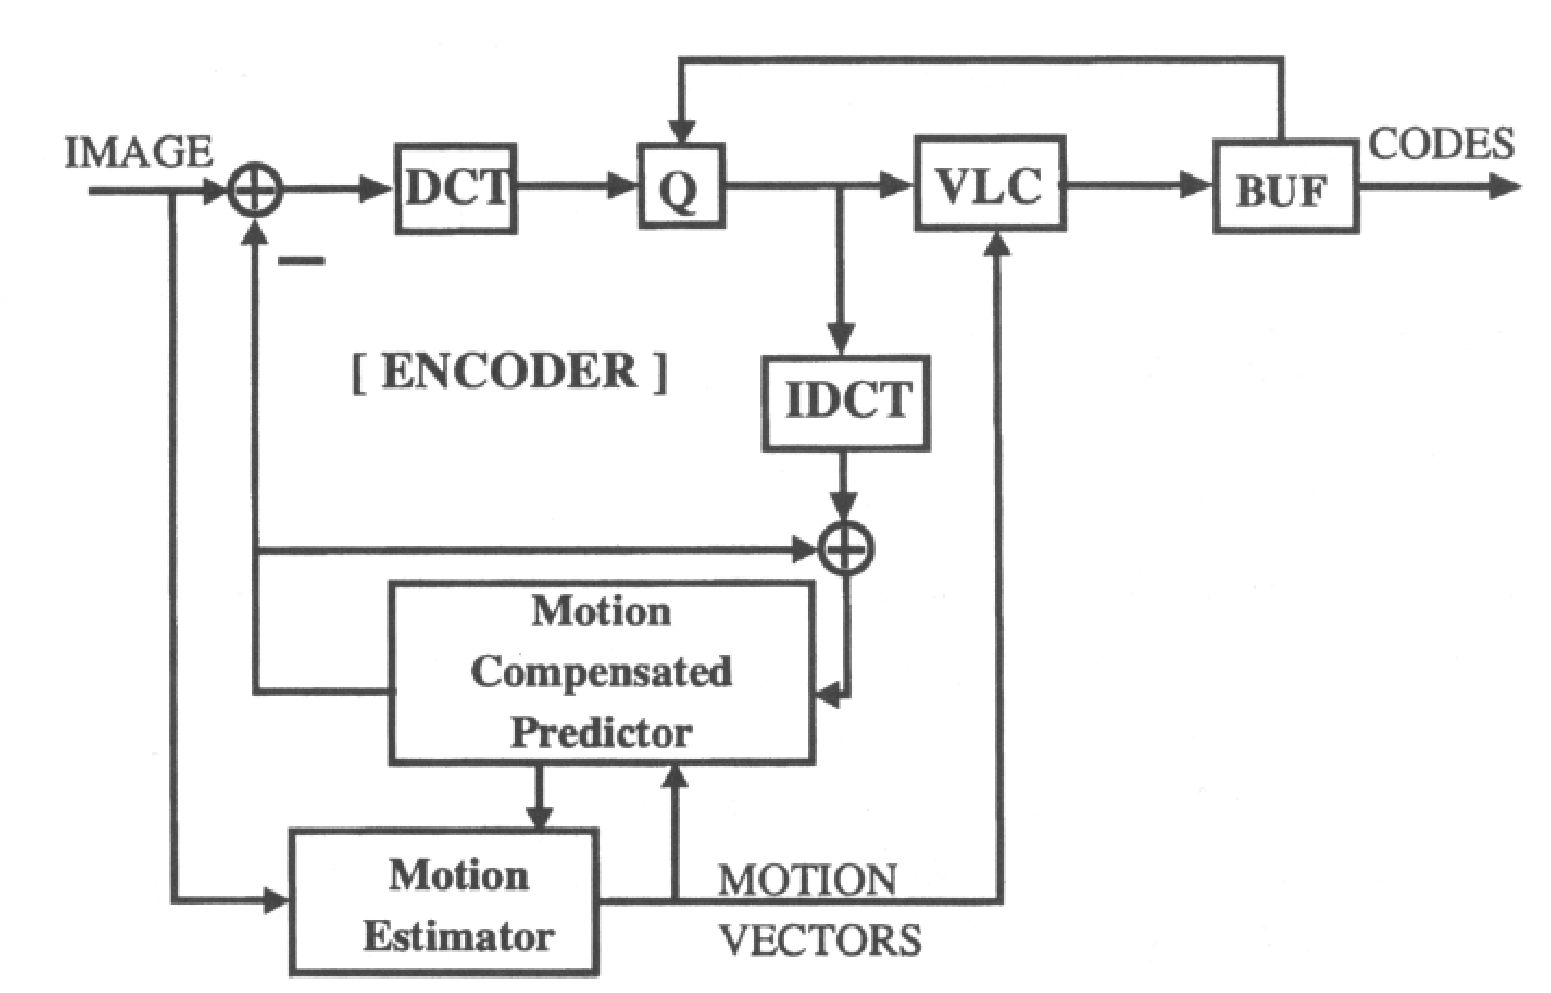 IMAGE
CODES
DCT
Q
VLC
BUF
[ ENCODER ]
IDCT
Motion
Compensated
Predictor
Motion
Estimator
MOTION
VECTORS